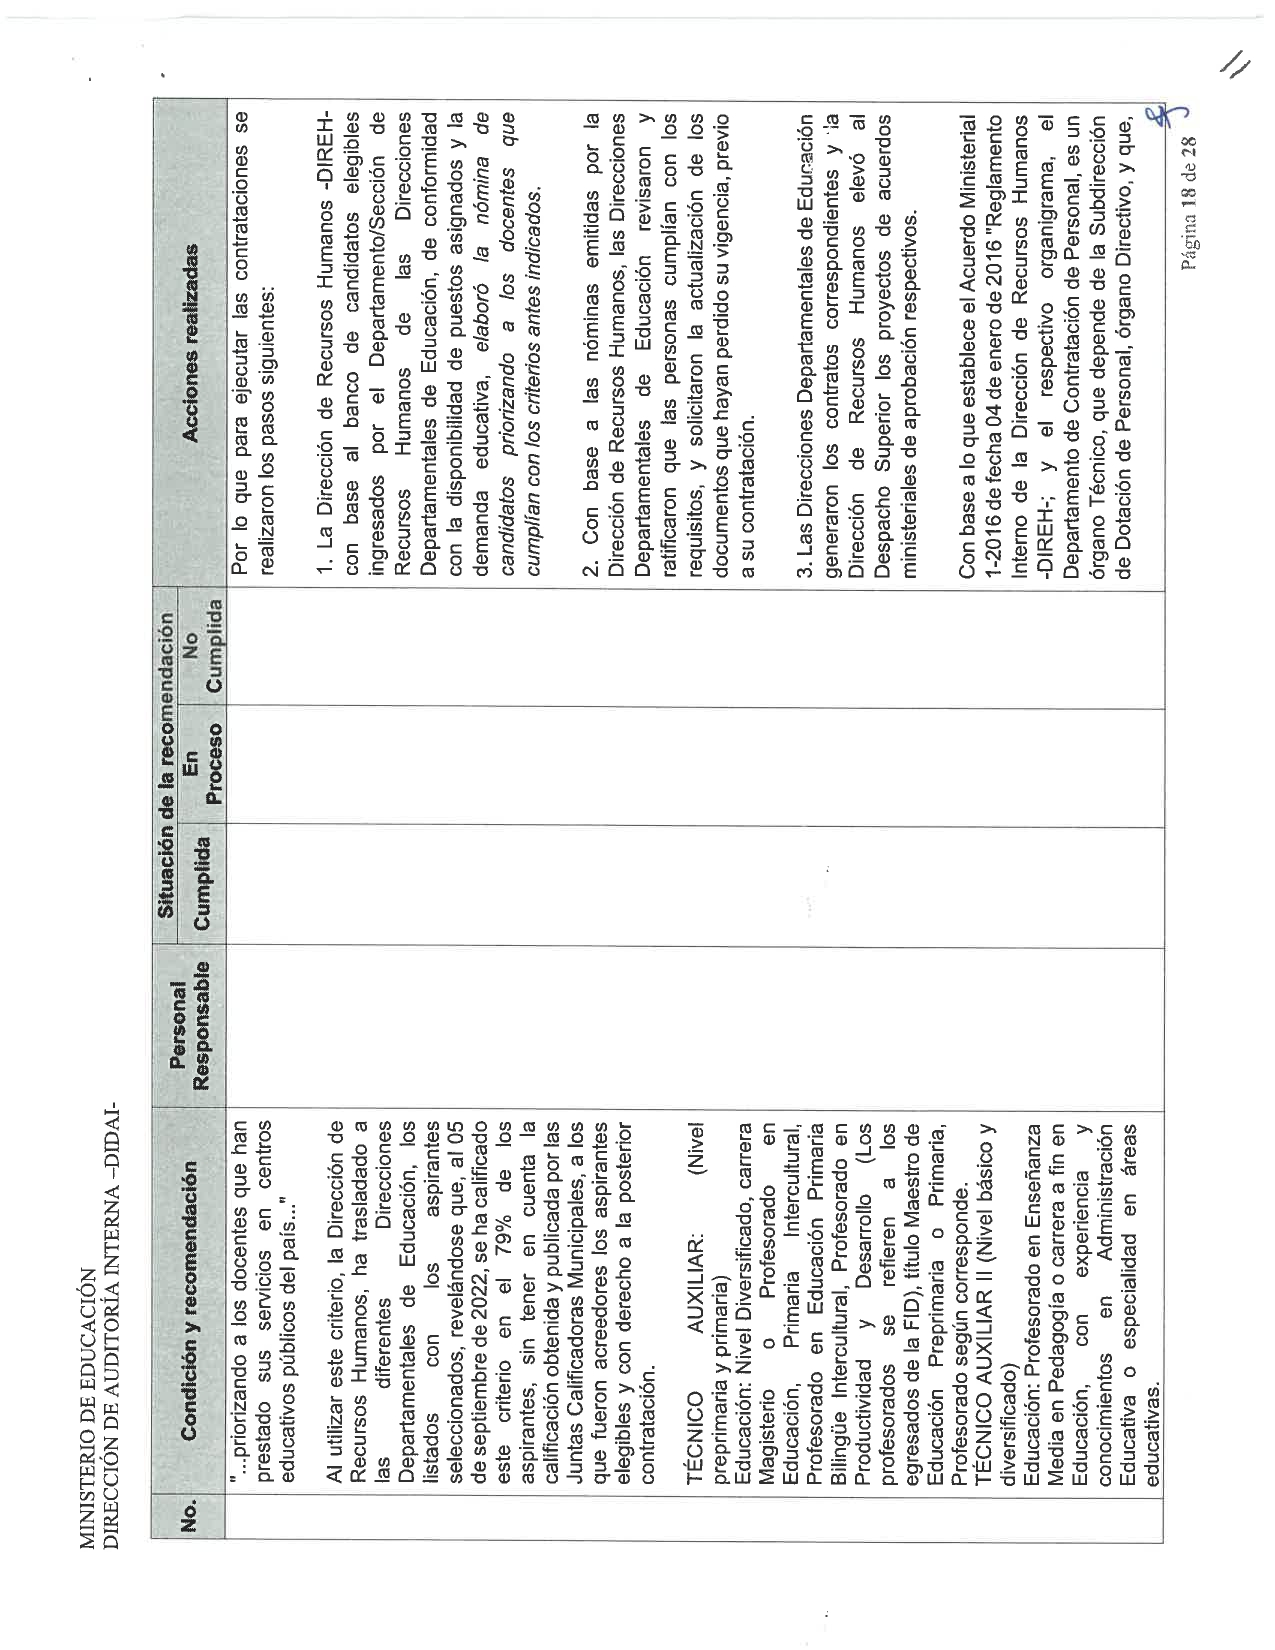 MINISTERIO DE EDUCACIÓN
DIRECCIÓN DE AUDITORÍA INTERNA –DIDAI-
No.
Condición y recomendación
Personal
Responsable
Situación de la recomendación
Cumplida
En
Proceso
No
Cumplida
Acciones realizadas
"...priorizando a los docentes que han
prestado sus servicios en centros
educativos públicos del país..."
Al utilizar este criterio, la Dirección de
Recursos Humanos, ha trasladado a
las diferentes Direcciones
Departamentales de Educación, los
listados con los aspirantes
seleccionados, revelándose que, al 05
de septiembre de 2022, se ha calificado
este criterio en el 79% de los
aspirantes, sin tener en cuenta la
calificación obtenida y publicada por las
Juntas Calificadoras Municipales, a los
que fueron acreedores los aspirantes
elegibles y con derecho a la posterior
contratación.
TÉCNICO AUXILIAR: (Nivel
preprimaria y primaria)
Educación: Nivel Diversificado, carrera
Magisterio o Profesorado en
Educación, Primaria Intercultural,
Profesorado en Educación Primaria
Bilingüe Intercultural, Profesorado en
Productividad y Desarrollo (Los
profesorados se refieren a los
egresados de la FID), título Maestro de
Educación Preprimaria o Primaria,
Profesorado según corresponde.
TÉCNICO AUXILIAR II (Nivel básico y
diversificado)
Educación: Profesorado en Enseñanza
Media en Pedagogía o carrera a fin en
Educación, con experiencia y
conocimientos en Administración
Educativa o especialidad en áreas
educativas.
Por lo que para ejecutar las contrataciones se
realizaron los pasos siguientes:
1. La Dirección de Recursos Humanos -DIREH-
con base al banco de candidatos elegibles
ingresados por el Departamento/Sección de
Recursos Humanos de las Direcciones
Departamentales de Educación, de conformidad
con la disponibilidad de puestos asignados y la
demanda educativa, elaboró la nómina de
candidatos priorizando a los docentes que
cumplían con los criterios antes indicados.
2. Con base a las nóminas emitidas por la
Dirección de Recursos Humanos, las Direcciones
Departamentales de Educación revisaron y
ratificaron que las personas cumplían con los
requisitos, y solicitaron la actualización de los
documentos que hayan perdido su vigencia, previo
a su contratación.
3. Las Direcciones Departamentales de Educación
generaron los contratos correspondientes y la
Dirección de Recursos Humanos elevó al
Despacho Superior los proyectos de acuerdos
ministeriales de aprobación respectivos.
Con base a lo que establece el Acuerdo Ministerial
1-2016 de fecha 04 de enero de 2016 "Reglamento
Interno de la Dirección de Recursos Humanos
-DIREH-; y el respectivo organigrama, el
Departamento de Contratación de Personal, es un
órgano Técnico, que depende de la Subdirección
de Dotación de Personal, órgano Directivo, y que,
Página 18 de 28